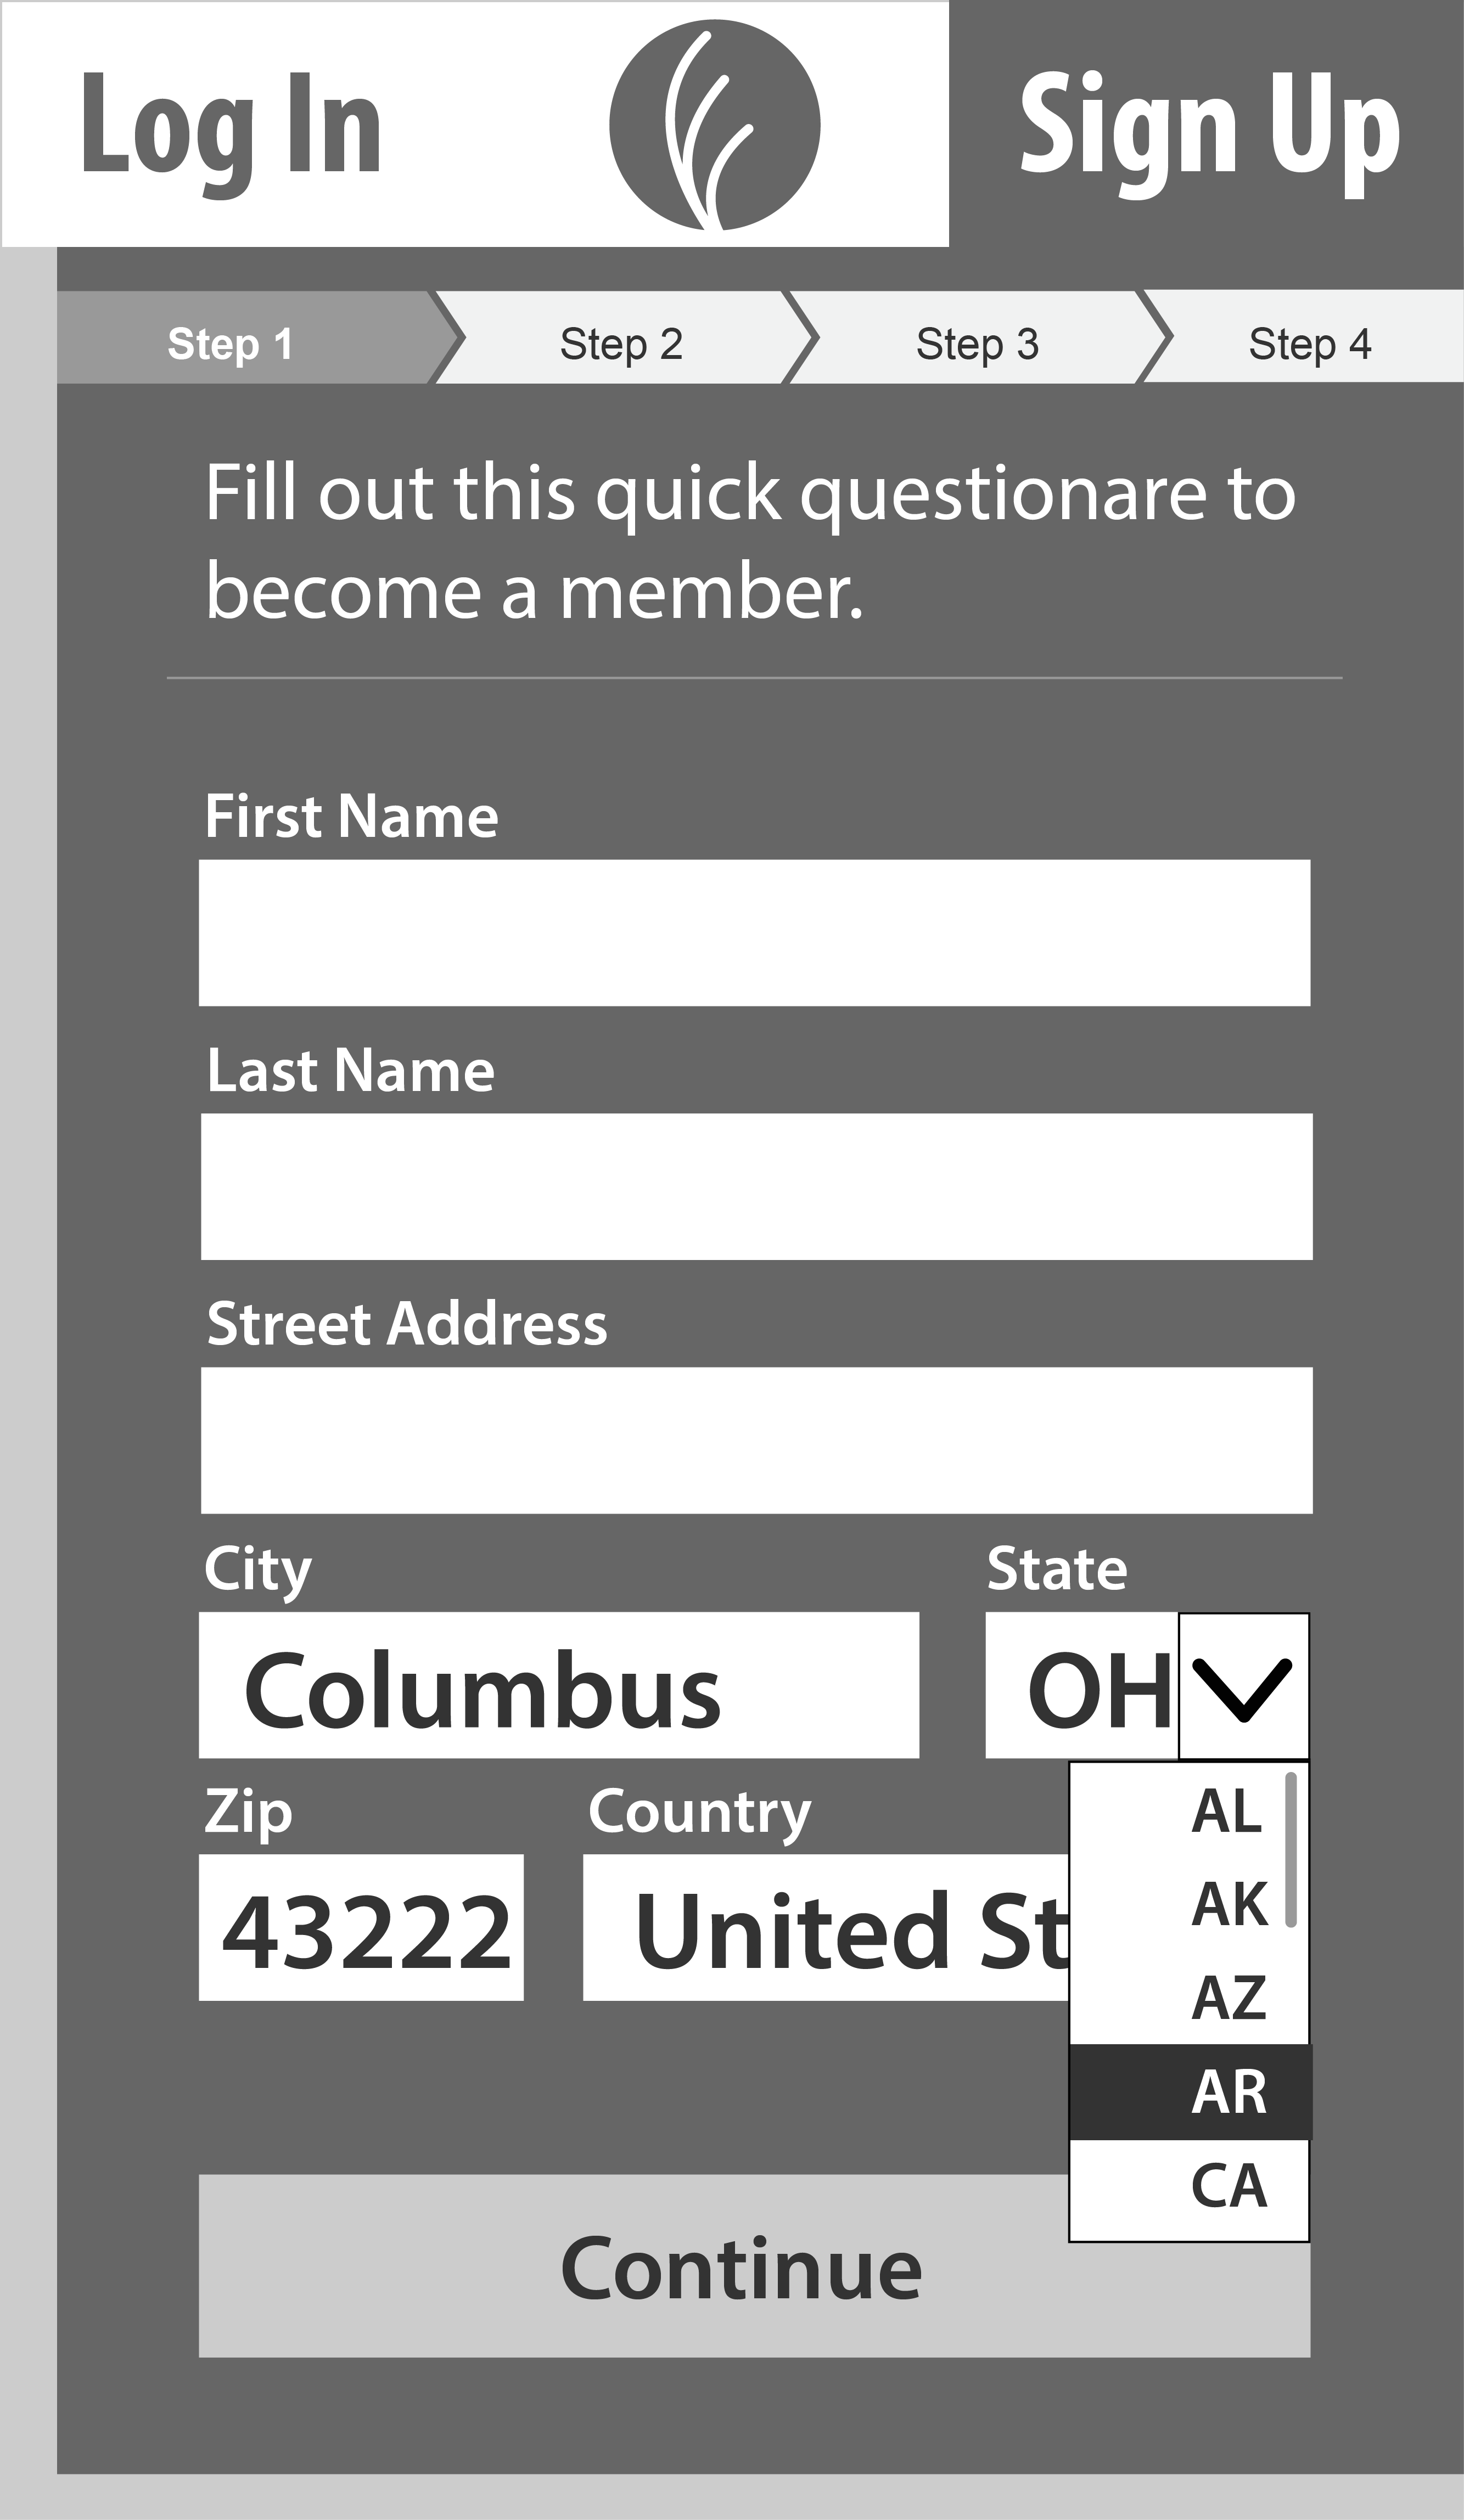 Log In
Sign Up
Step 1
Step 2
Step 3
Step 4
Fill out this quick questionnare to
become a member.
First Name
Last Name
Street Address
City
State
Columbus
OH
Zip
Country
43222
United St
AL
AK
AZ
AR
CA
Continue